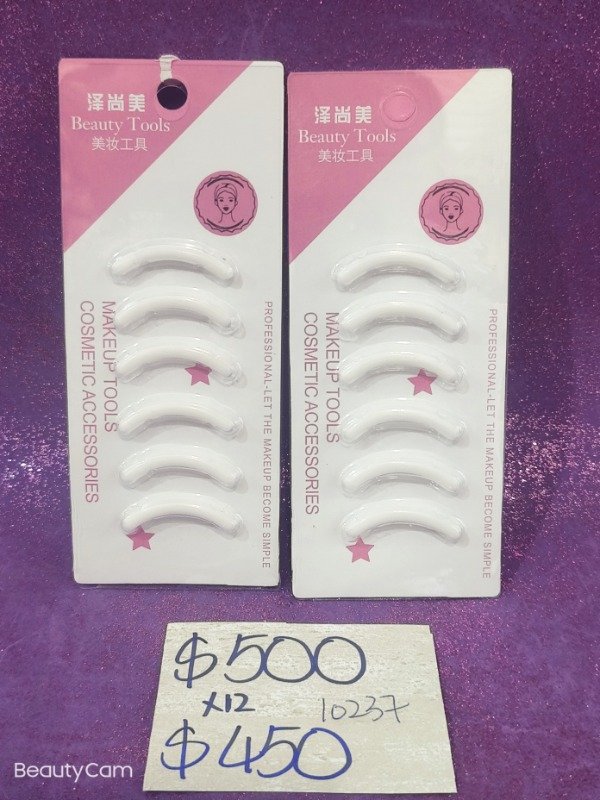 泽尚美
Beauty Tools
美妆工具
MAKEUP TOOLS
COSMETIC ACCESSORIES
PROFESSIONAL-LET THE MAKEUP BECOME SIMPLE
泽尚美
Beauty Tools
美妆工具
MAKEUP TOOLS
COSMETIC ACCESSORIES
PROFESSIONAL-LET THE MAKEUP BECOME SIMPLE
$500
X12
10237
$450
BeautyCam